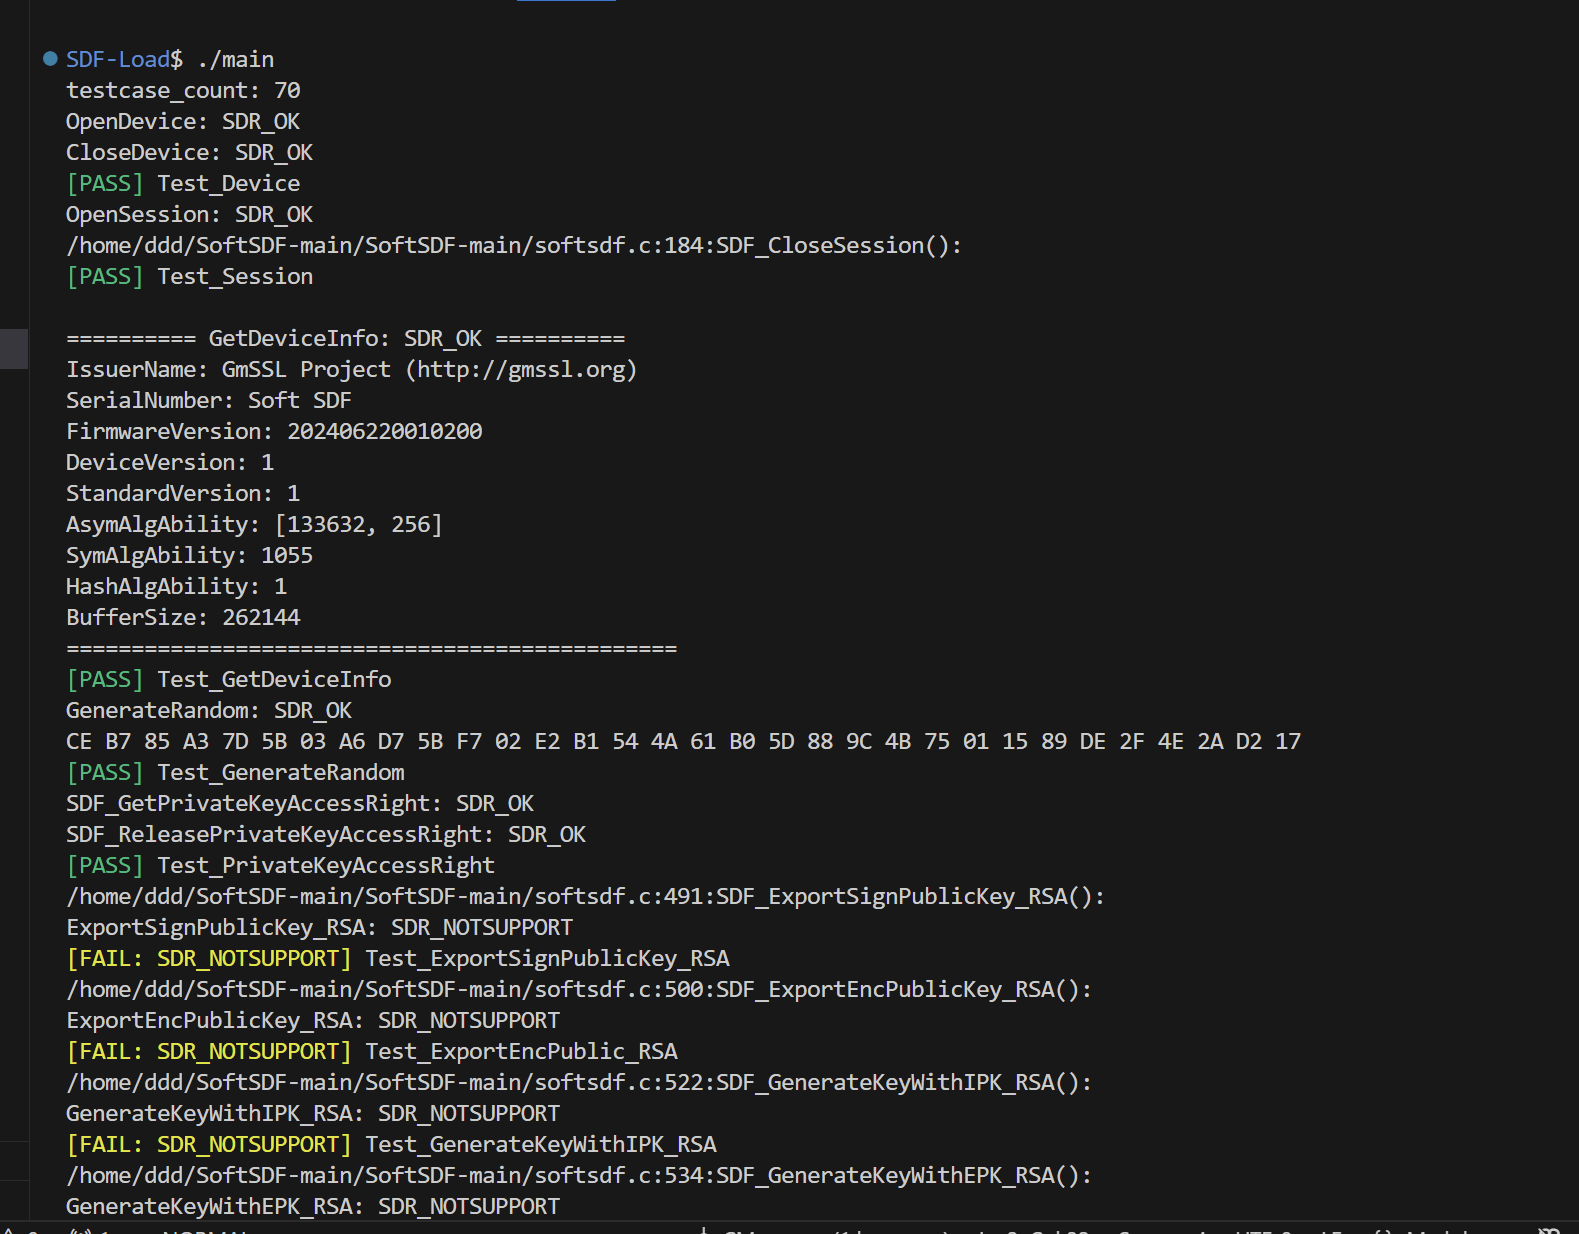 SDF-Load$ ./main
testcase_count: 70
OpenDevice: SDR_OK
CloseDevice: SDR_OK
[PASS] Test_Device
OpenSession: SDR_OK
/home/ddd/SoftSDF-main/SoftSDF-main/softsdf.c:184:SDF_CloseSession():
[PASS] Test_Session
========== GetDeviceInfo: SDR_OK ==========
IssuerName: GmSSL Project (http://gmssl.org)
SerialNumber: Soft SDF
FirmwareVersion: 202406220010200
DeviceVersion: 1
StandardVersion: 1
AsymAlgAbility: [133632, 256]
SymAlgAbility: 1055
HashAlgAbility: 1
BufferSize: 262144
===============================================
[PASS] Test_GetDeviceInfo
GenerateRandom: SDR_OK
CE B7 85 A3 7D 5B 03 A6 D7 5B F7 02 E2 B1 54 4A 61 B0 5D 88 9C 4B 75 01 15 89 DE 2F 4E 2A D2 17
[PASS] Test_GenerateRandom
SDF_GetPrivateKeyAccessRight: SDR_OK
SDF_ReleasePrivateKeyAccessRight: SDR_OK
[PASS] Test_PrivateKeyAccessRight
/home/ddd/SoftSDF-main/SoftSDF-main/softsdf.c:491:SDF_ExportSignPublicKey_RSA():
ExportSignPublicKey_RSA: SDR_NOTSUPPORT
[FAIL: SDR_NOTSUPPORT] Test_ExportSignPublicKey_RSA
/home/ddd/SoftSDF-main/SoftSDF-main/softsdf.c:500:SDF_ExportEncPublicKey_RSA():
ExportEncPublicKey_RSA: SDR_NOTSUPPORT
[FAIL: SDR_NOTSUPPORT] Test_ExportEncPublic_RSA
/home/ddd/SoftSDF-main/SoftSDF-main/softsdf.c:522:SDF_GenerateKeyWithIPK_RSA():
GenerateKeyWithIPK_RSA: SDR_NOTSUPPORT
[FAIL: SDR_NOTSUPPORT] Test_GenerateKeyWithIPK_RSA
/home/ddd/SoftSDF-main/SoftSDF-main/softsdf.c:534:SDF_GenerateKeyWithEPK_RSA():
GenerateKeyWithEPK_RSA: SDR_NOTSUPPORT